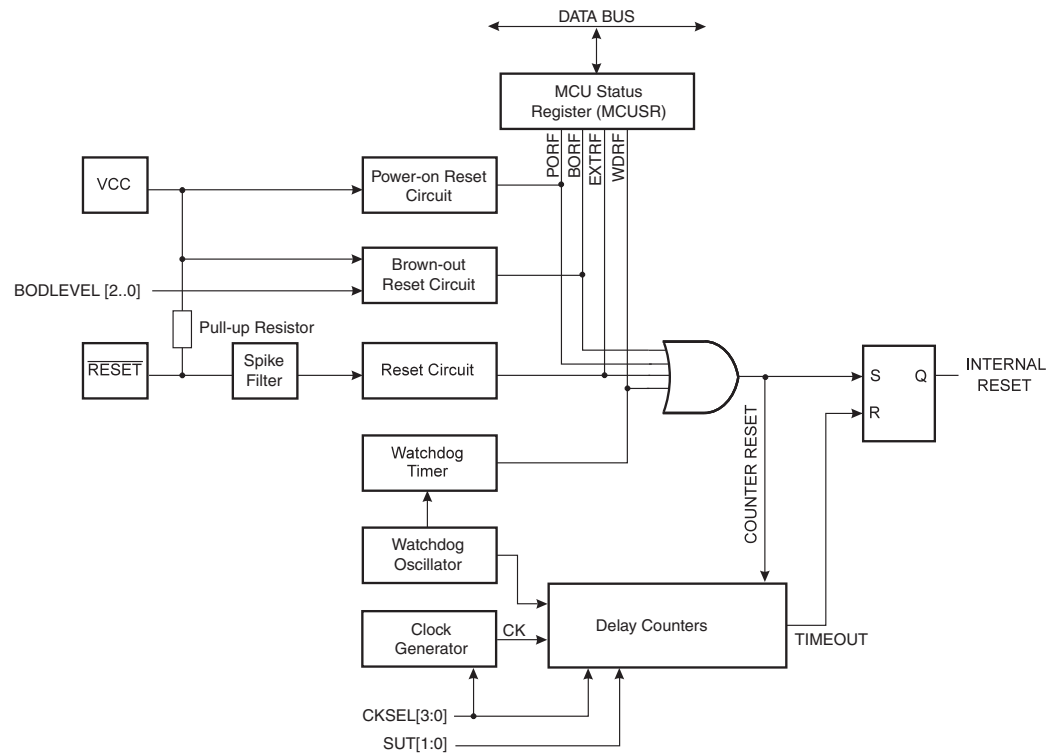 DATA BUS
MCU Status
Register (MCUSR)
PORF
BORF
EXTRF
WDRF
VCC
Power-on Reset
Circuit
Brown-out
Reset Circuit
BODLEVEL [2..0]
Pull-up Resistor
RESET
Spike
Filter
Reset Circuit
S
Q
R
INTERNAL
RESET
COUNTER RESET
Watchdog
Timer
Watchdog
Oscillator
Clock
Generator
CK
Delay Counters
TIMEOUT
CKSEL[3:0]
SUT[1:0]